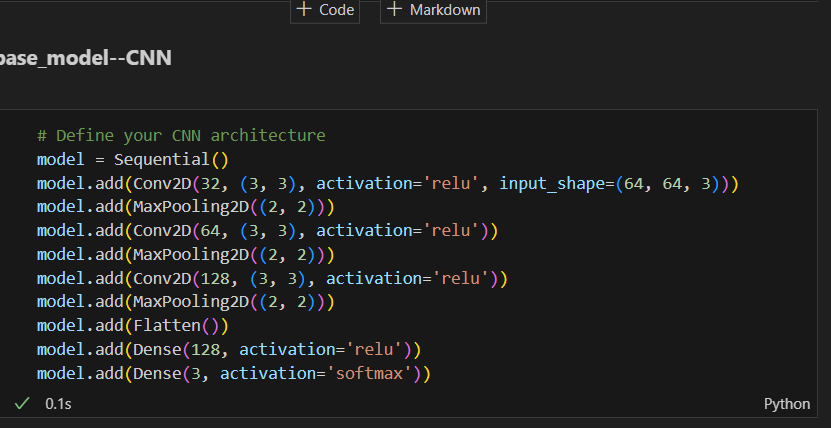 + Code + Markdown
base_model--CNN
# Define your CNN architecture
model = Sequential()
model.add(Conv2D(32, (3, 3), activation='relu', input_shape=(64, 64, 3)))
model.add(MaxPooling2D((2, 2)))
model.add(Conv2D(64, (3, 3), activation='relu'))
model.add(MaxPooling2D((2, 2)))
model.add(Conv2D(128, (3, 3), activation='relu'))
model.add(MaxPooling2D((2, 2)))
model.add(Flatten())
model.add(Dense(128, activation='relu'))
model.add(Dense(3, activation='softmax'))
✓ 0.1s Python